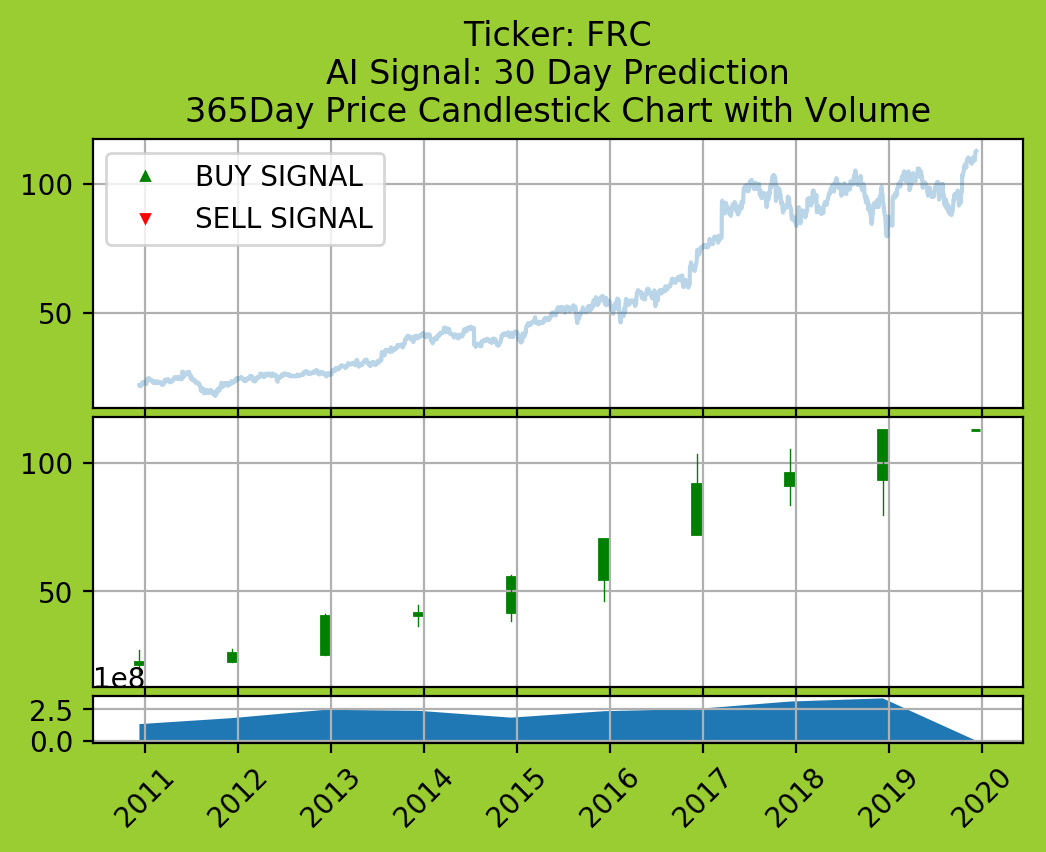 Ticker: FRC
AI Signal: 30 Day Prediction
365Day Price Candlestick Chart with Volume
BUY SIGNAL
SELL SIGNAL
100
50
100
50
1e8
2.5
0.0
2011 2012 2013 2014 2015 2016 2017 2018 2019 2020